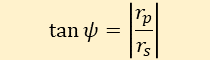 tan ψ = |r_p / r_s|